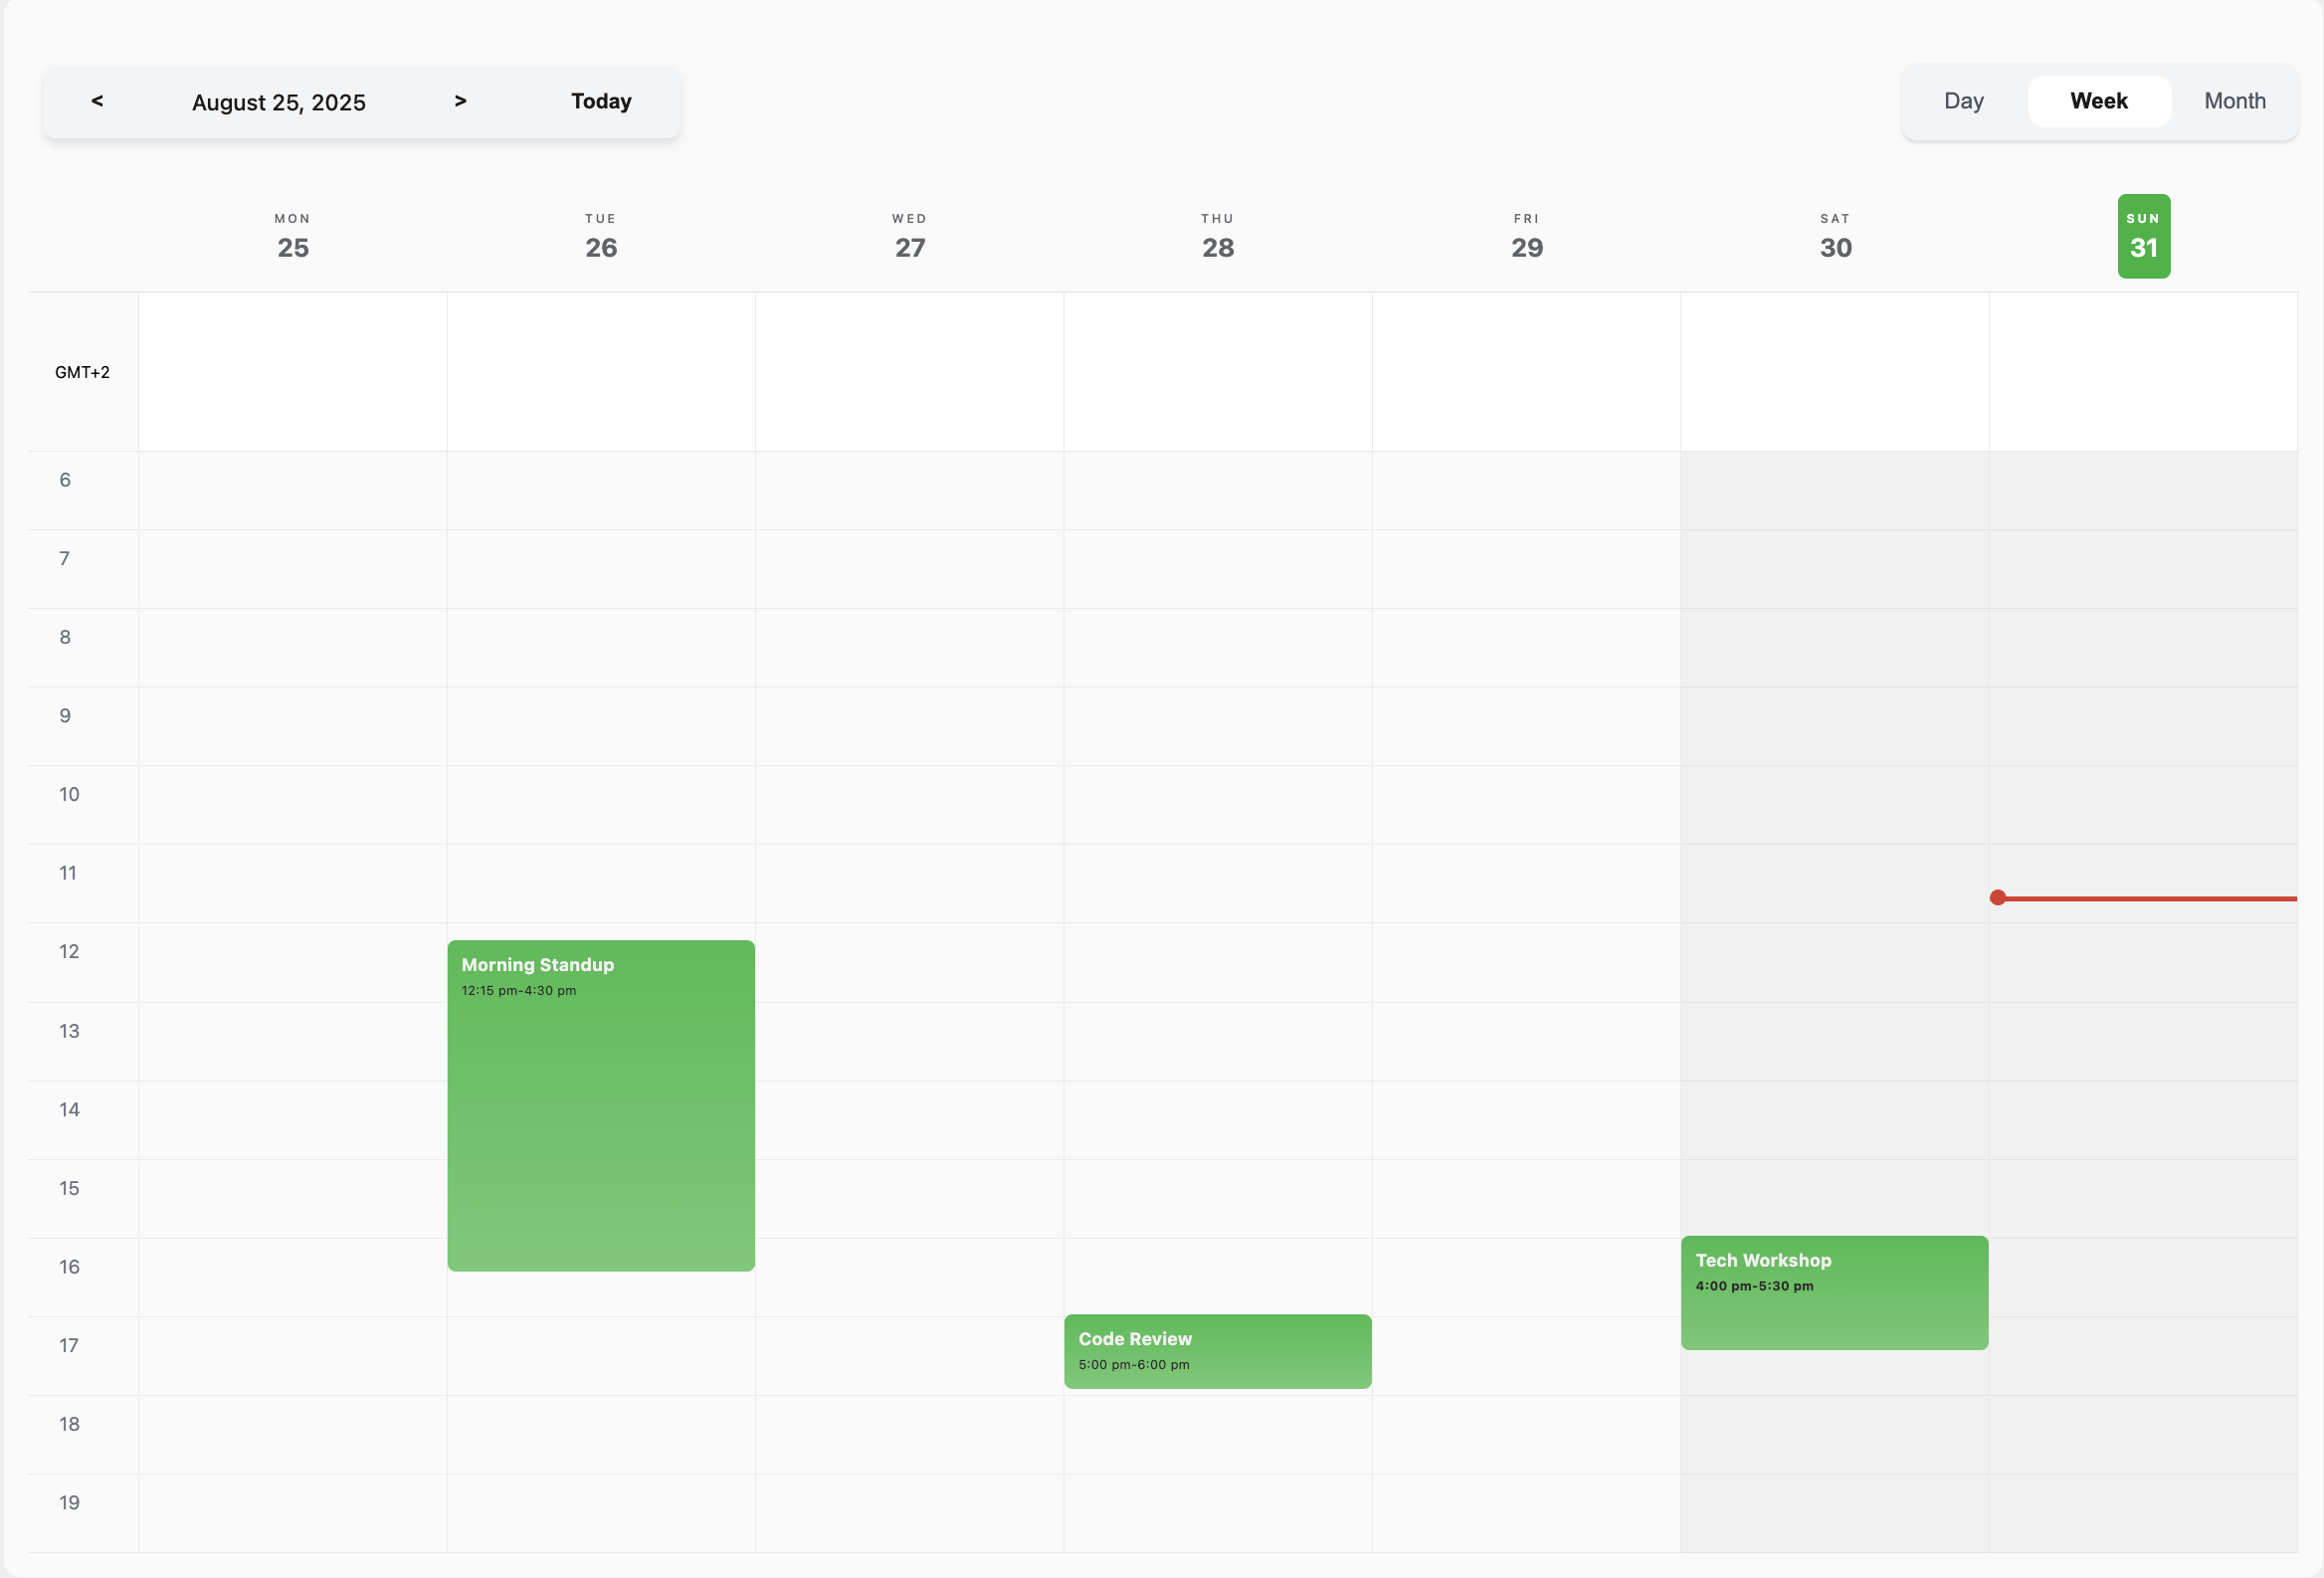 < August 25, 2025 > Today
Day Week Month
MON TUE WED THU FRI SAT SUN
25 26 27 28 29 30 31
GMT+2
6
7
8
9
10
11
12
Morning Standup
12:15 pm-4:30 pm
13
14
15
16
Tech Workshop
4:00 pm-5:30 pm
17
Code Review
5:00 pm-6:00 pm
18
19